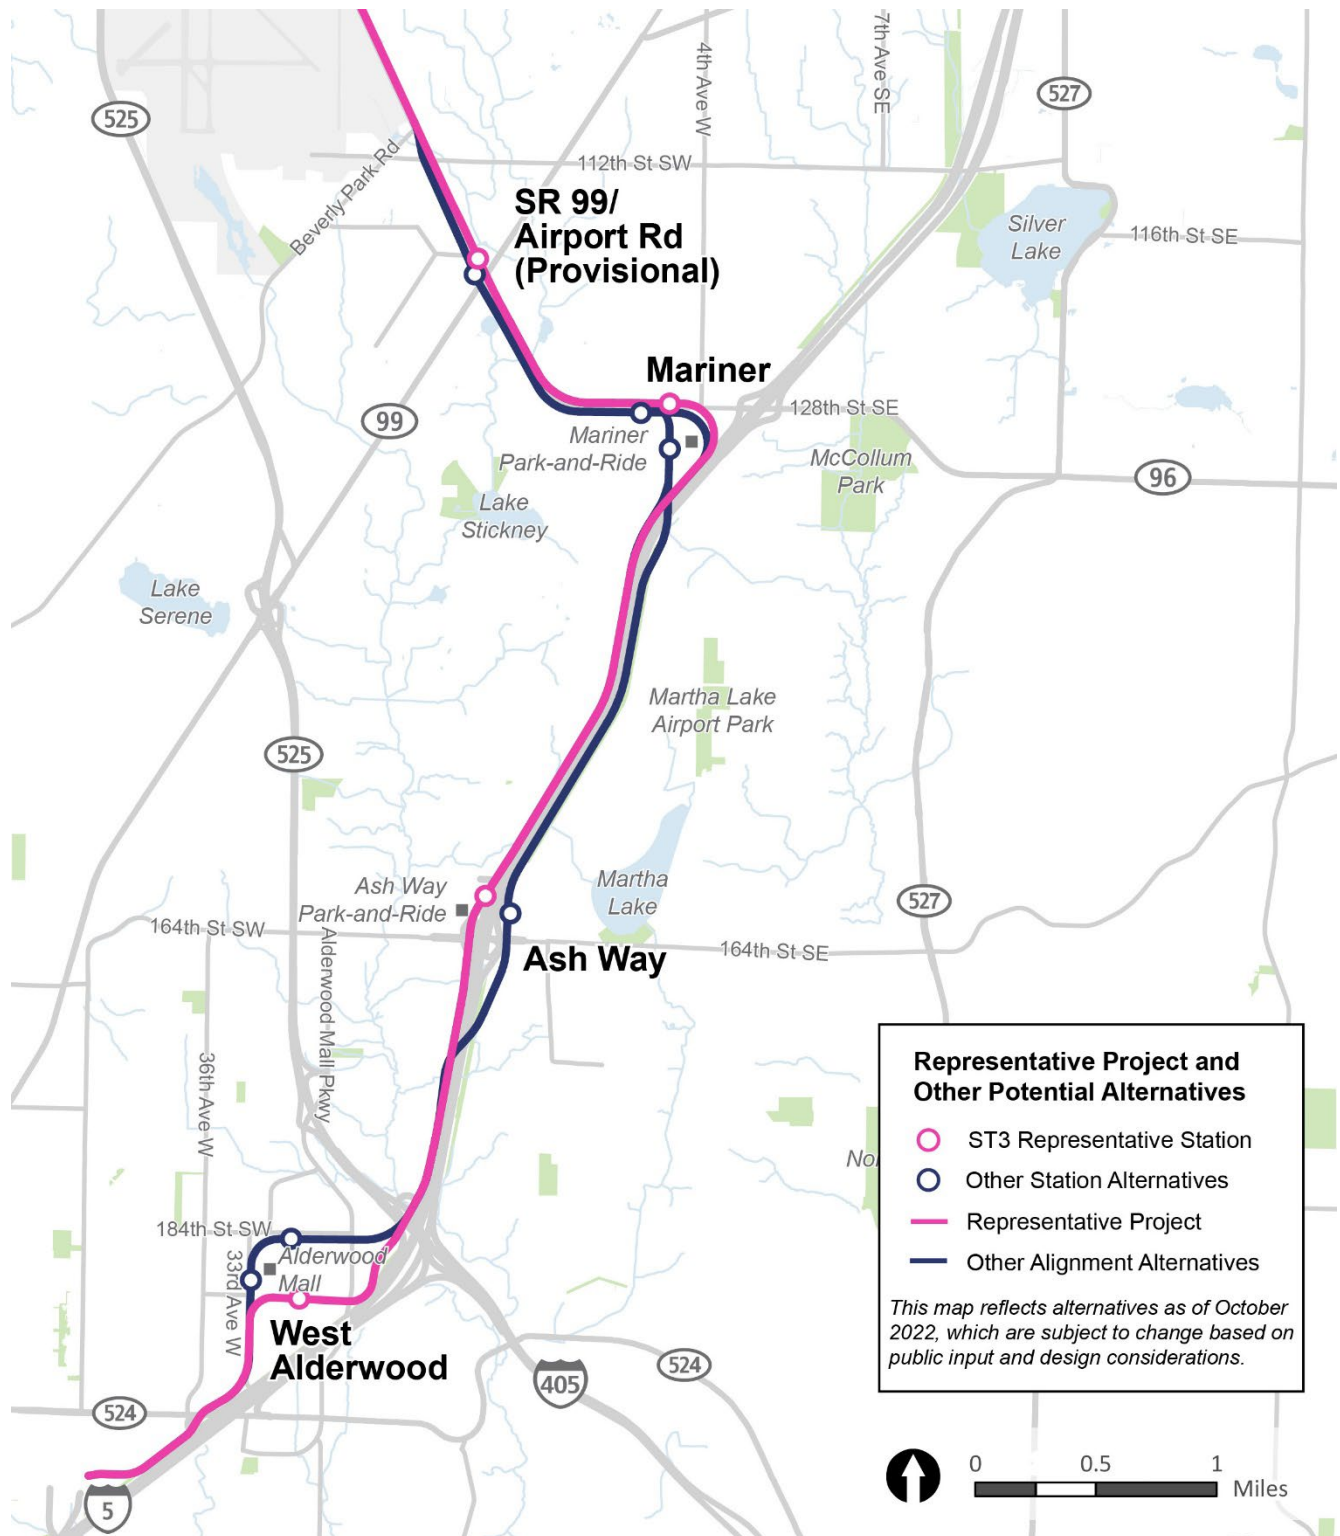 525
Beverly Park Rd
4th Ave W
7th Ave SE
527
112th St SW
SR 99/
Airport Rd
(Provisional)
Silver
Lake
116th St SE
Mariner
128th St SE
99
Mariner
Park-and-Ride
McCollum
Park
96
Lake
Stickney
Lake
Serene
Martha Lake
Airport Park
525
Ash Way
Park-and-Ride
Martha
Lake
527
164th St SW
Ash Way
164th St SE
Alderwood Mall Pkwy
36th Ave W
184th St SW
Alderwood
Mall
33rd Ave W
West
Alderwood
524
405
524
5
Representative Project and
Other Potential Alternatives
ST3 Representative Station
Other Station Alternatives
Representative Project
Other Alignment Alternatives
This map reflects alternatives as of October
2022, which are subject to change based on
public input and design considerations.
0 0.5 1
Miles